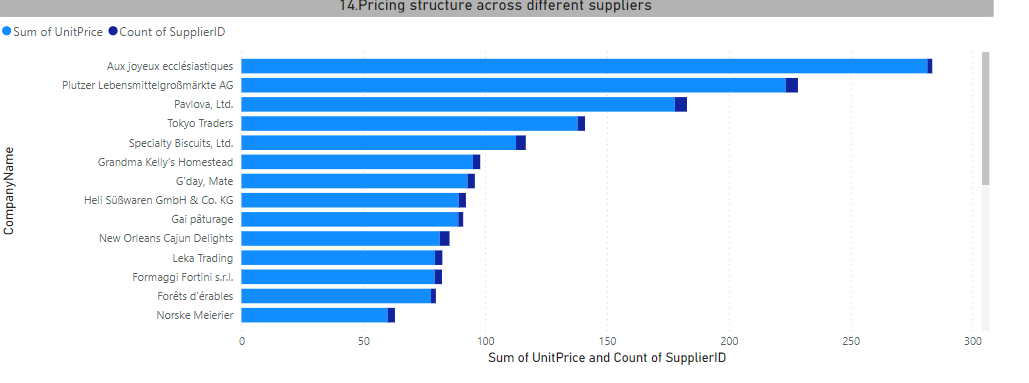 14.Pricing structure across different suppliers
Sum of UnitPrice Count of SupplierID
CompanyName
Aux joyeux ecclésiastiques
Plutzer Lebensmittelgroßmärkte AG
Pavlova, Ltd.
Tokyo Traders
Specialty Biscuits, Ltd.
Grandma Kelly's Homestead
G'day, Mate
Heli Süßwaren GmbH & Co. KG
Gai pâturage
New Orleans Cajun Delights
Leka Trading
Formaggi Fortini s.r.l.
Forêts d'érables
Norske Meierier
0 50 100 150 200 250 300
Sum of UnitPrice and Count of SupplierID